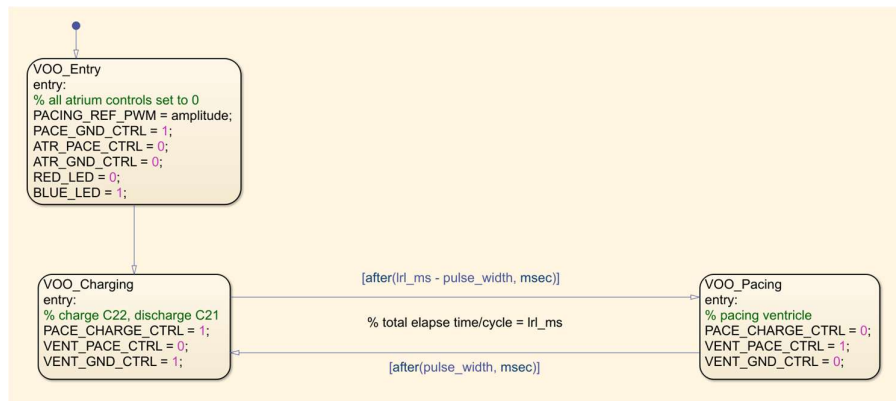 VOO_Entry
entry:
% all atrium controls set to 0
PACING_REF_PWM = amplitude;
PACE_GND_CTRL = 1;
ATR_PACE_CTRL = 0;
ATR_GND_CTRL = 0;
RED_LED = 0;
BLUE_LED = 1;
VOO_Charging
entry:
% charge C22, discharge C21
PACE_CHARGE_CTRL = 1;
VENT_PACE_CTRL = 0;
VENT_GND_CTRL = 1;
[after(lrl_ms - pulse_width, msec)]
% total elapse time/cycle = lrl_ms
[after(pulse_width, msec)]
VOO_Pacing
entry:
% pacing ventricle
PACE_CHARGE_CTRL = 0;
VENT_PACE_CTRL = 1;
VENT_GND_CTRL = 0;